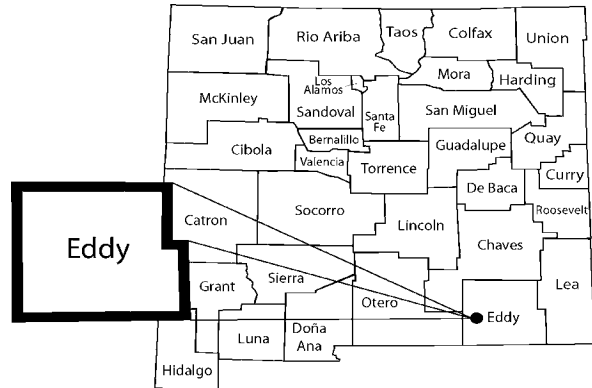 San Juan
Rio Ariba
Taos
Colfax
Union
Los
Alamos
Mora
Harding
McKinley
Sandoval
Santa
Fe
San Miguel
Bernalillo
Guadalupe
Quay
Cibola
Valencia
Torrence
Curry
De Baca
Catron
Socorro
Lincoln
Roosevelt
Eddy
Chaves
Grant
Sierra
Otero
Lea
Eddy
Luna
Doña
Ana
Hidalgo